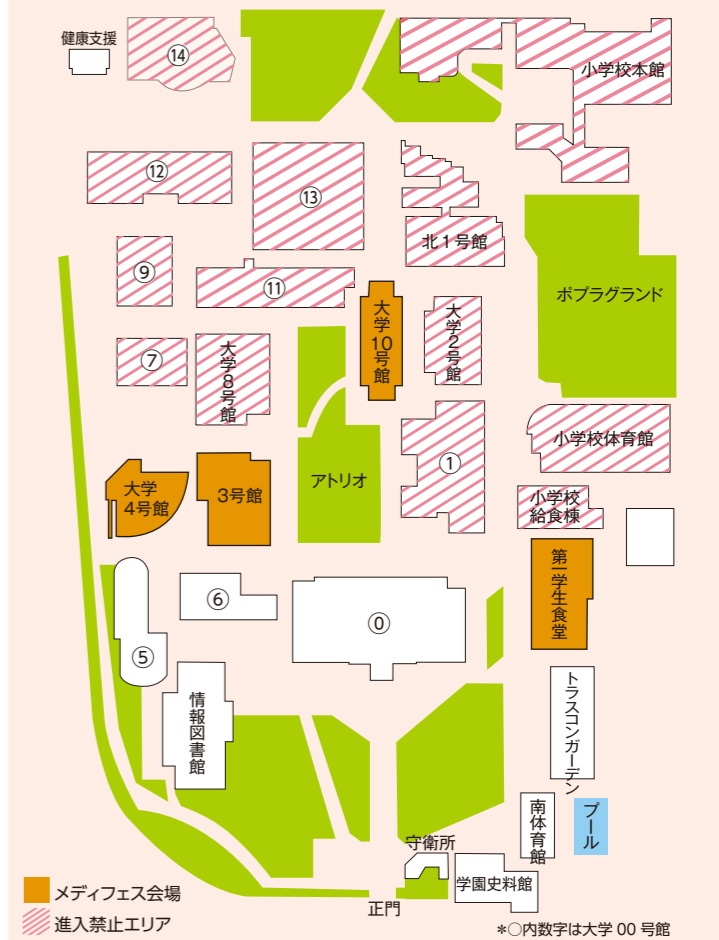 健康支援
⑭
小学校本館
⑫
⑬
北1号館
⑨
⑪
ポプラグランド
大学10号館
大学2号館
⑦
大学8号館
小学校体育館
①
アトリオ
大学
4号館
3号館
小学校
給食棟
第一学生食堂
⑥
⓪
⑤
情報図書館
トラスコンガーデン
南体育館
プール
守衛所
学園史料館
正門
メディフェス会場
進入禁止エリア
*○内数字は大学 00 号館